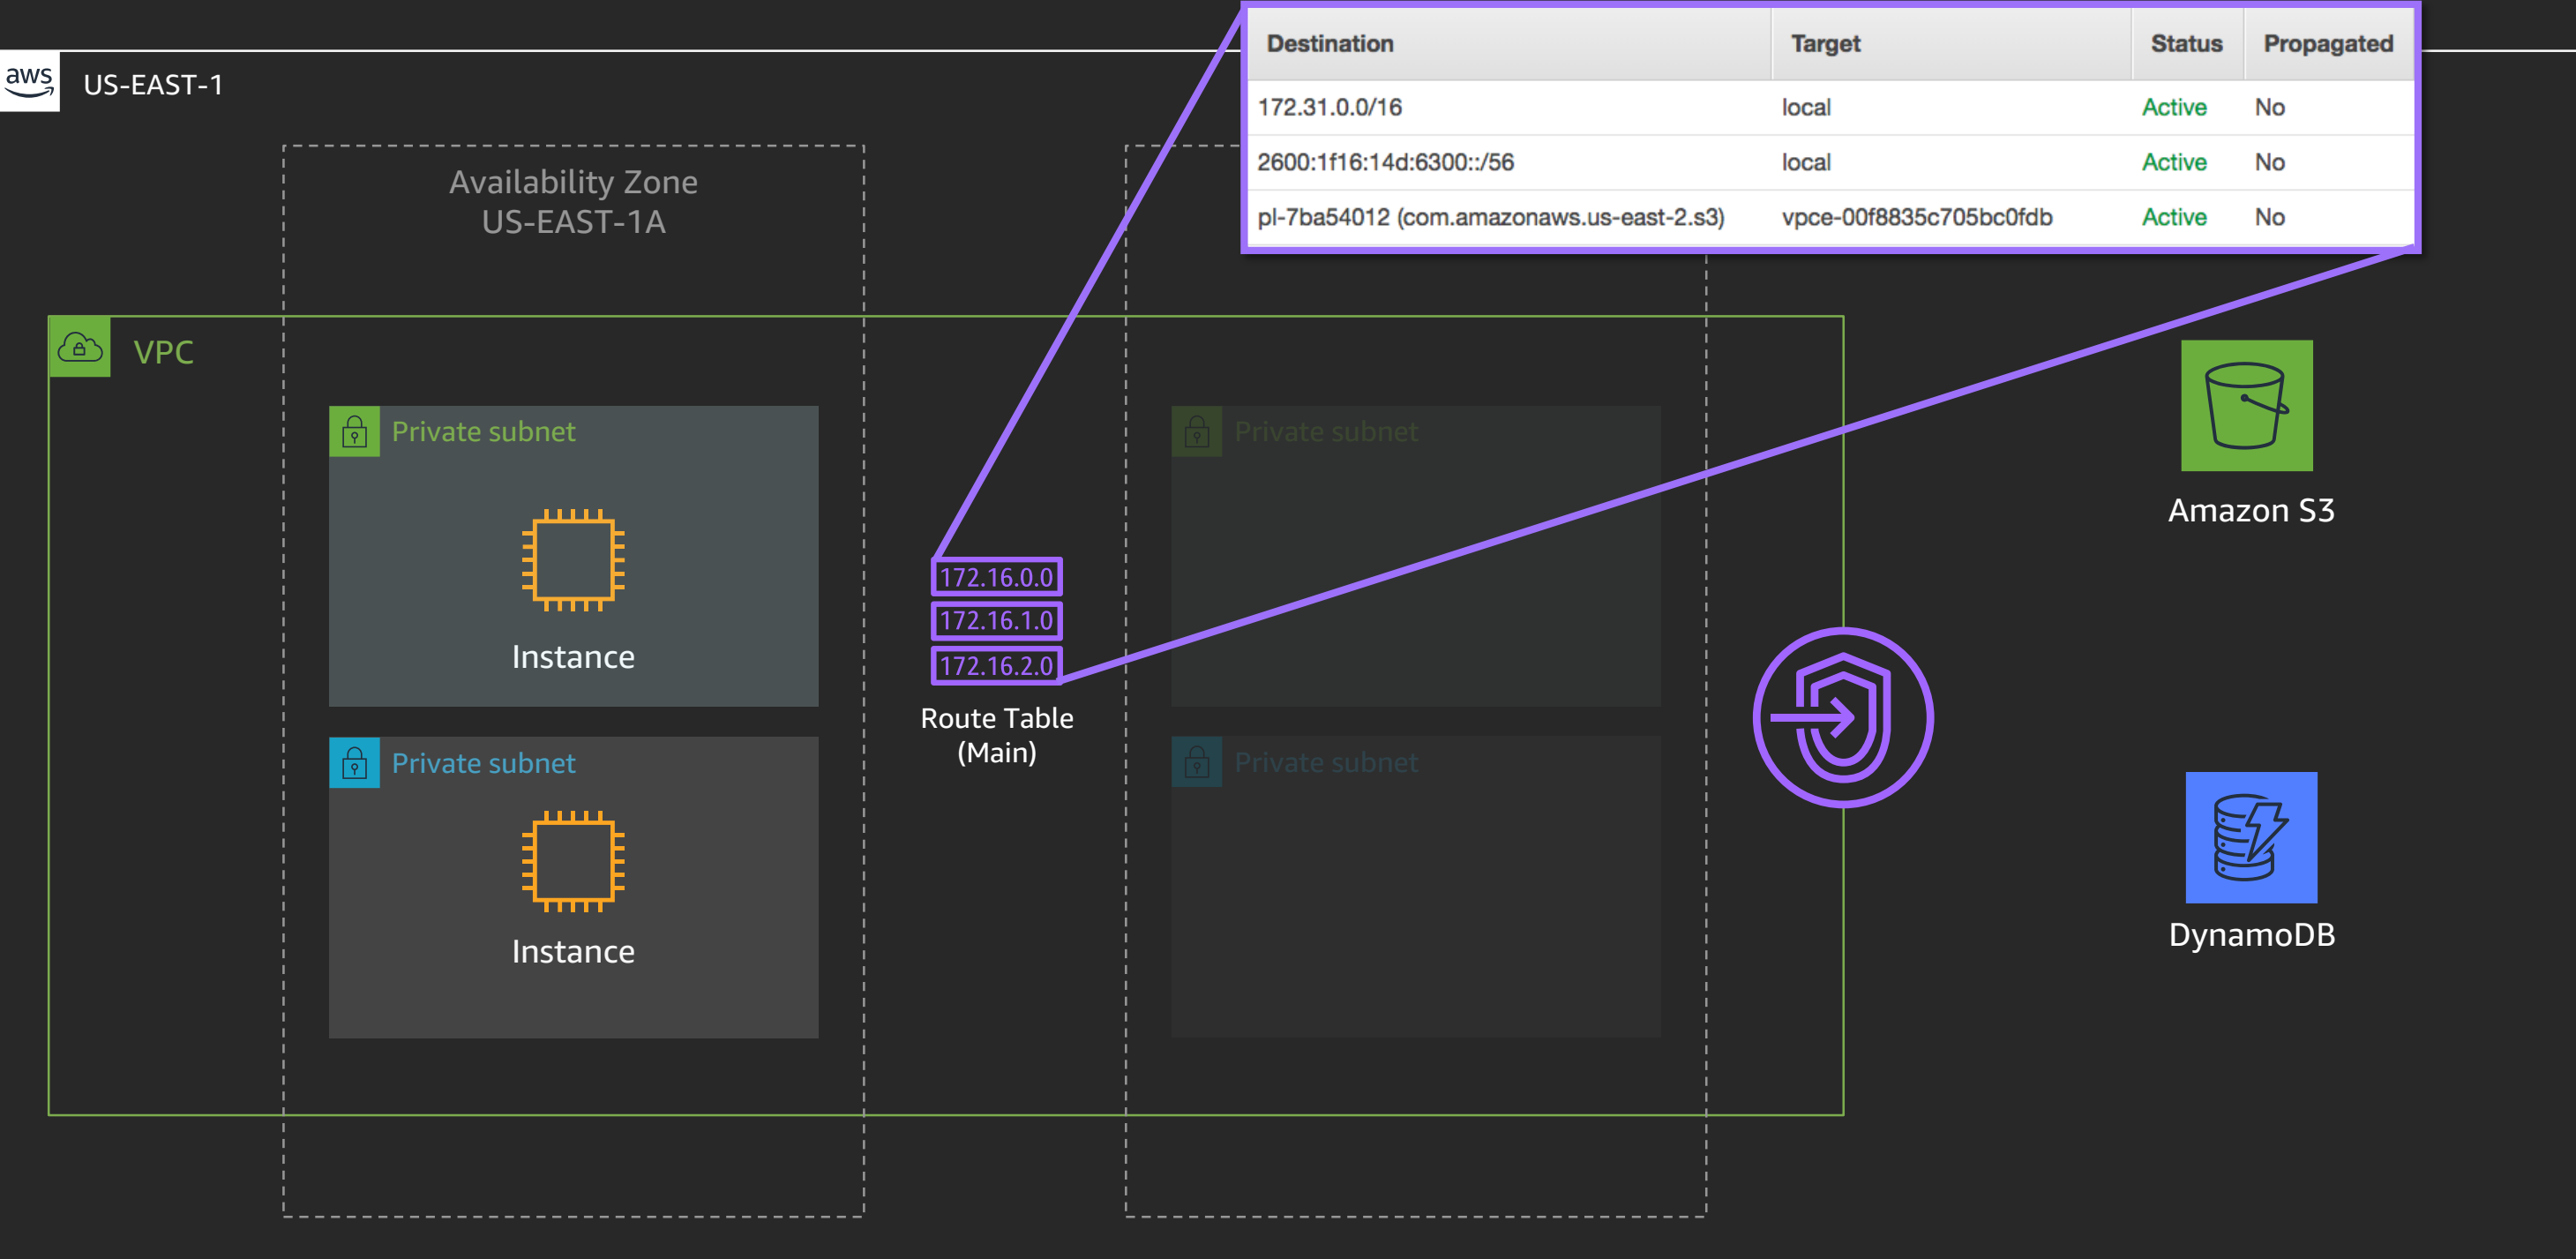 aws
US-EAST-1
Destination Target Status Propagated
172.31.0.0/16 local Active No
2600:1f16:14d:6300::/56 local Active No
pl-7ba54012 (com.amazonaws.us-east-2.s3) vpce-00f8835c705bc0fdb Active No
Availability Zone
US-EAST-1A
VPC
Private subnet
Instance
Private subnet
Instance
172.16.0.0
172.16.1.0
172.16.2.0
Route Table
(Main)
Private subnet
Private subnet
Amazon S3
DynamoDB